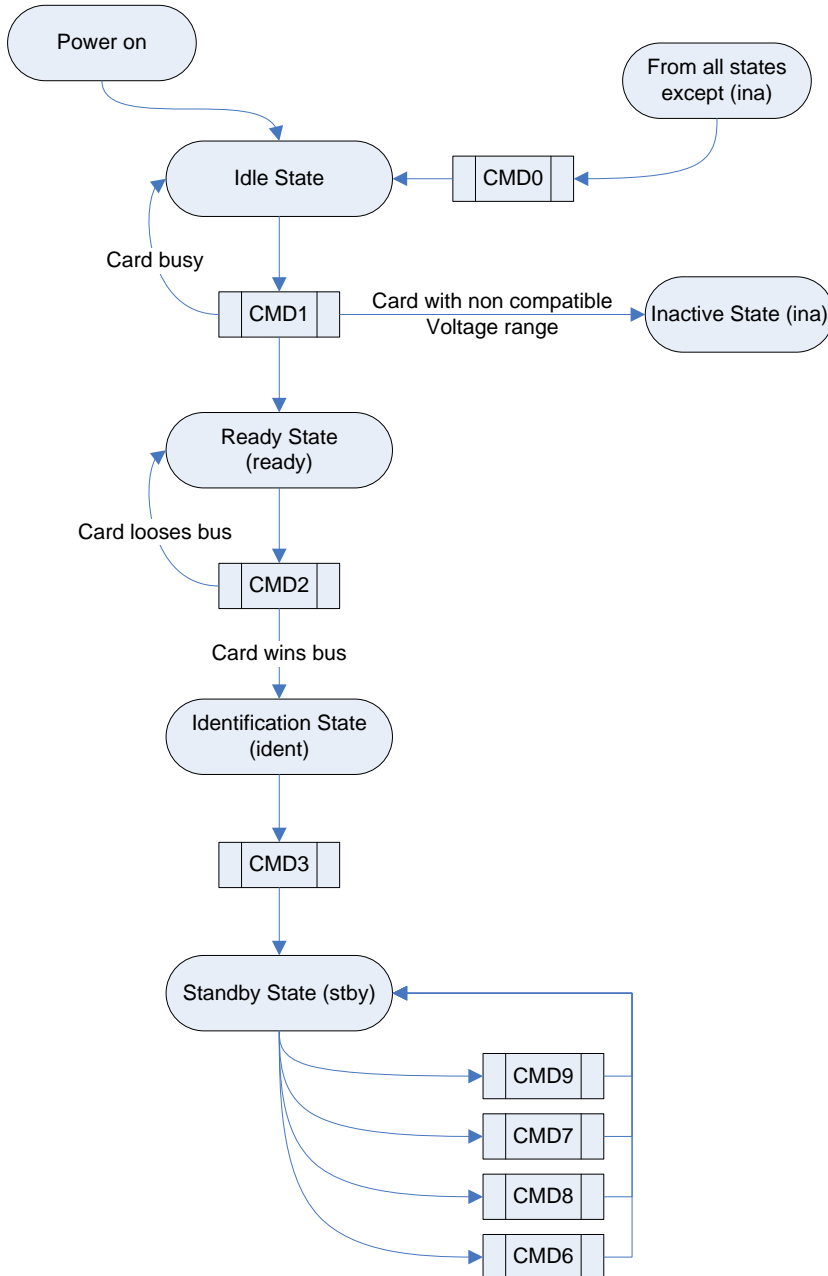 Power on
From all states
except (ina)
Idle State
CMD0
Card busy
CMD1
Card with non compatible
Voltage range
Inactive State (ina)
Ready State
(ready)
Card looses bus
CMD2
Card wins bus
Identification State
(ident)
CMD3
Standby State (stby)
CMD9
CMD7
CMD8
CMD6